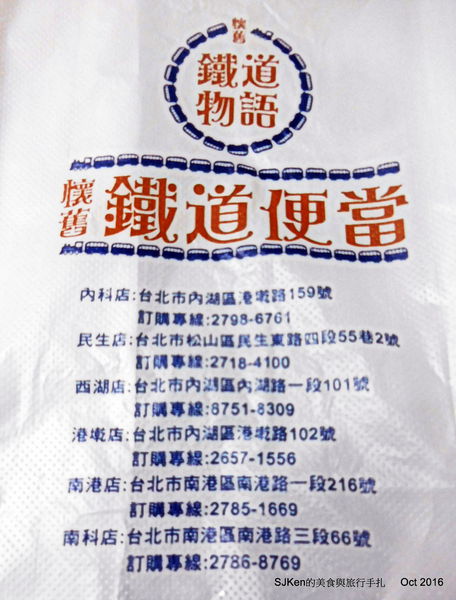 懷舊
鐵道
物語
懷舊 鐵道便當
內科店:台北市內湖區港墘路159號
訂購專線:2798-6761
民生店:台北市松山區民生東路四段55巷2號
訂購專線:2718-4100
西湖店:台北市內湖區內湖路一段101號
訂購專線:8751-8309
港墘店:台北市內湖區港墘路102號
訂購專線:2657-1556
南港店:台北市南港區南港路一段216號
訂購專線:2785-1669
南科店:台北市南港區南港路三段66號
訂購專線:2786-8769
SJKen的美食與旅行手扎 Oct 2016